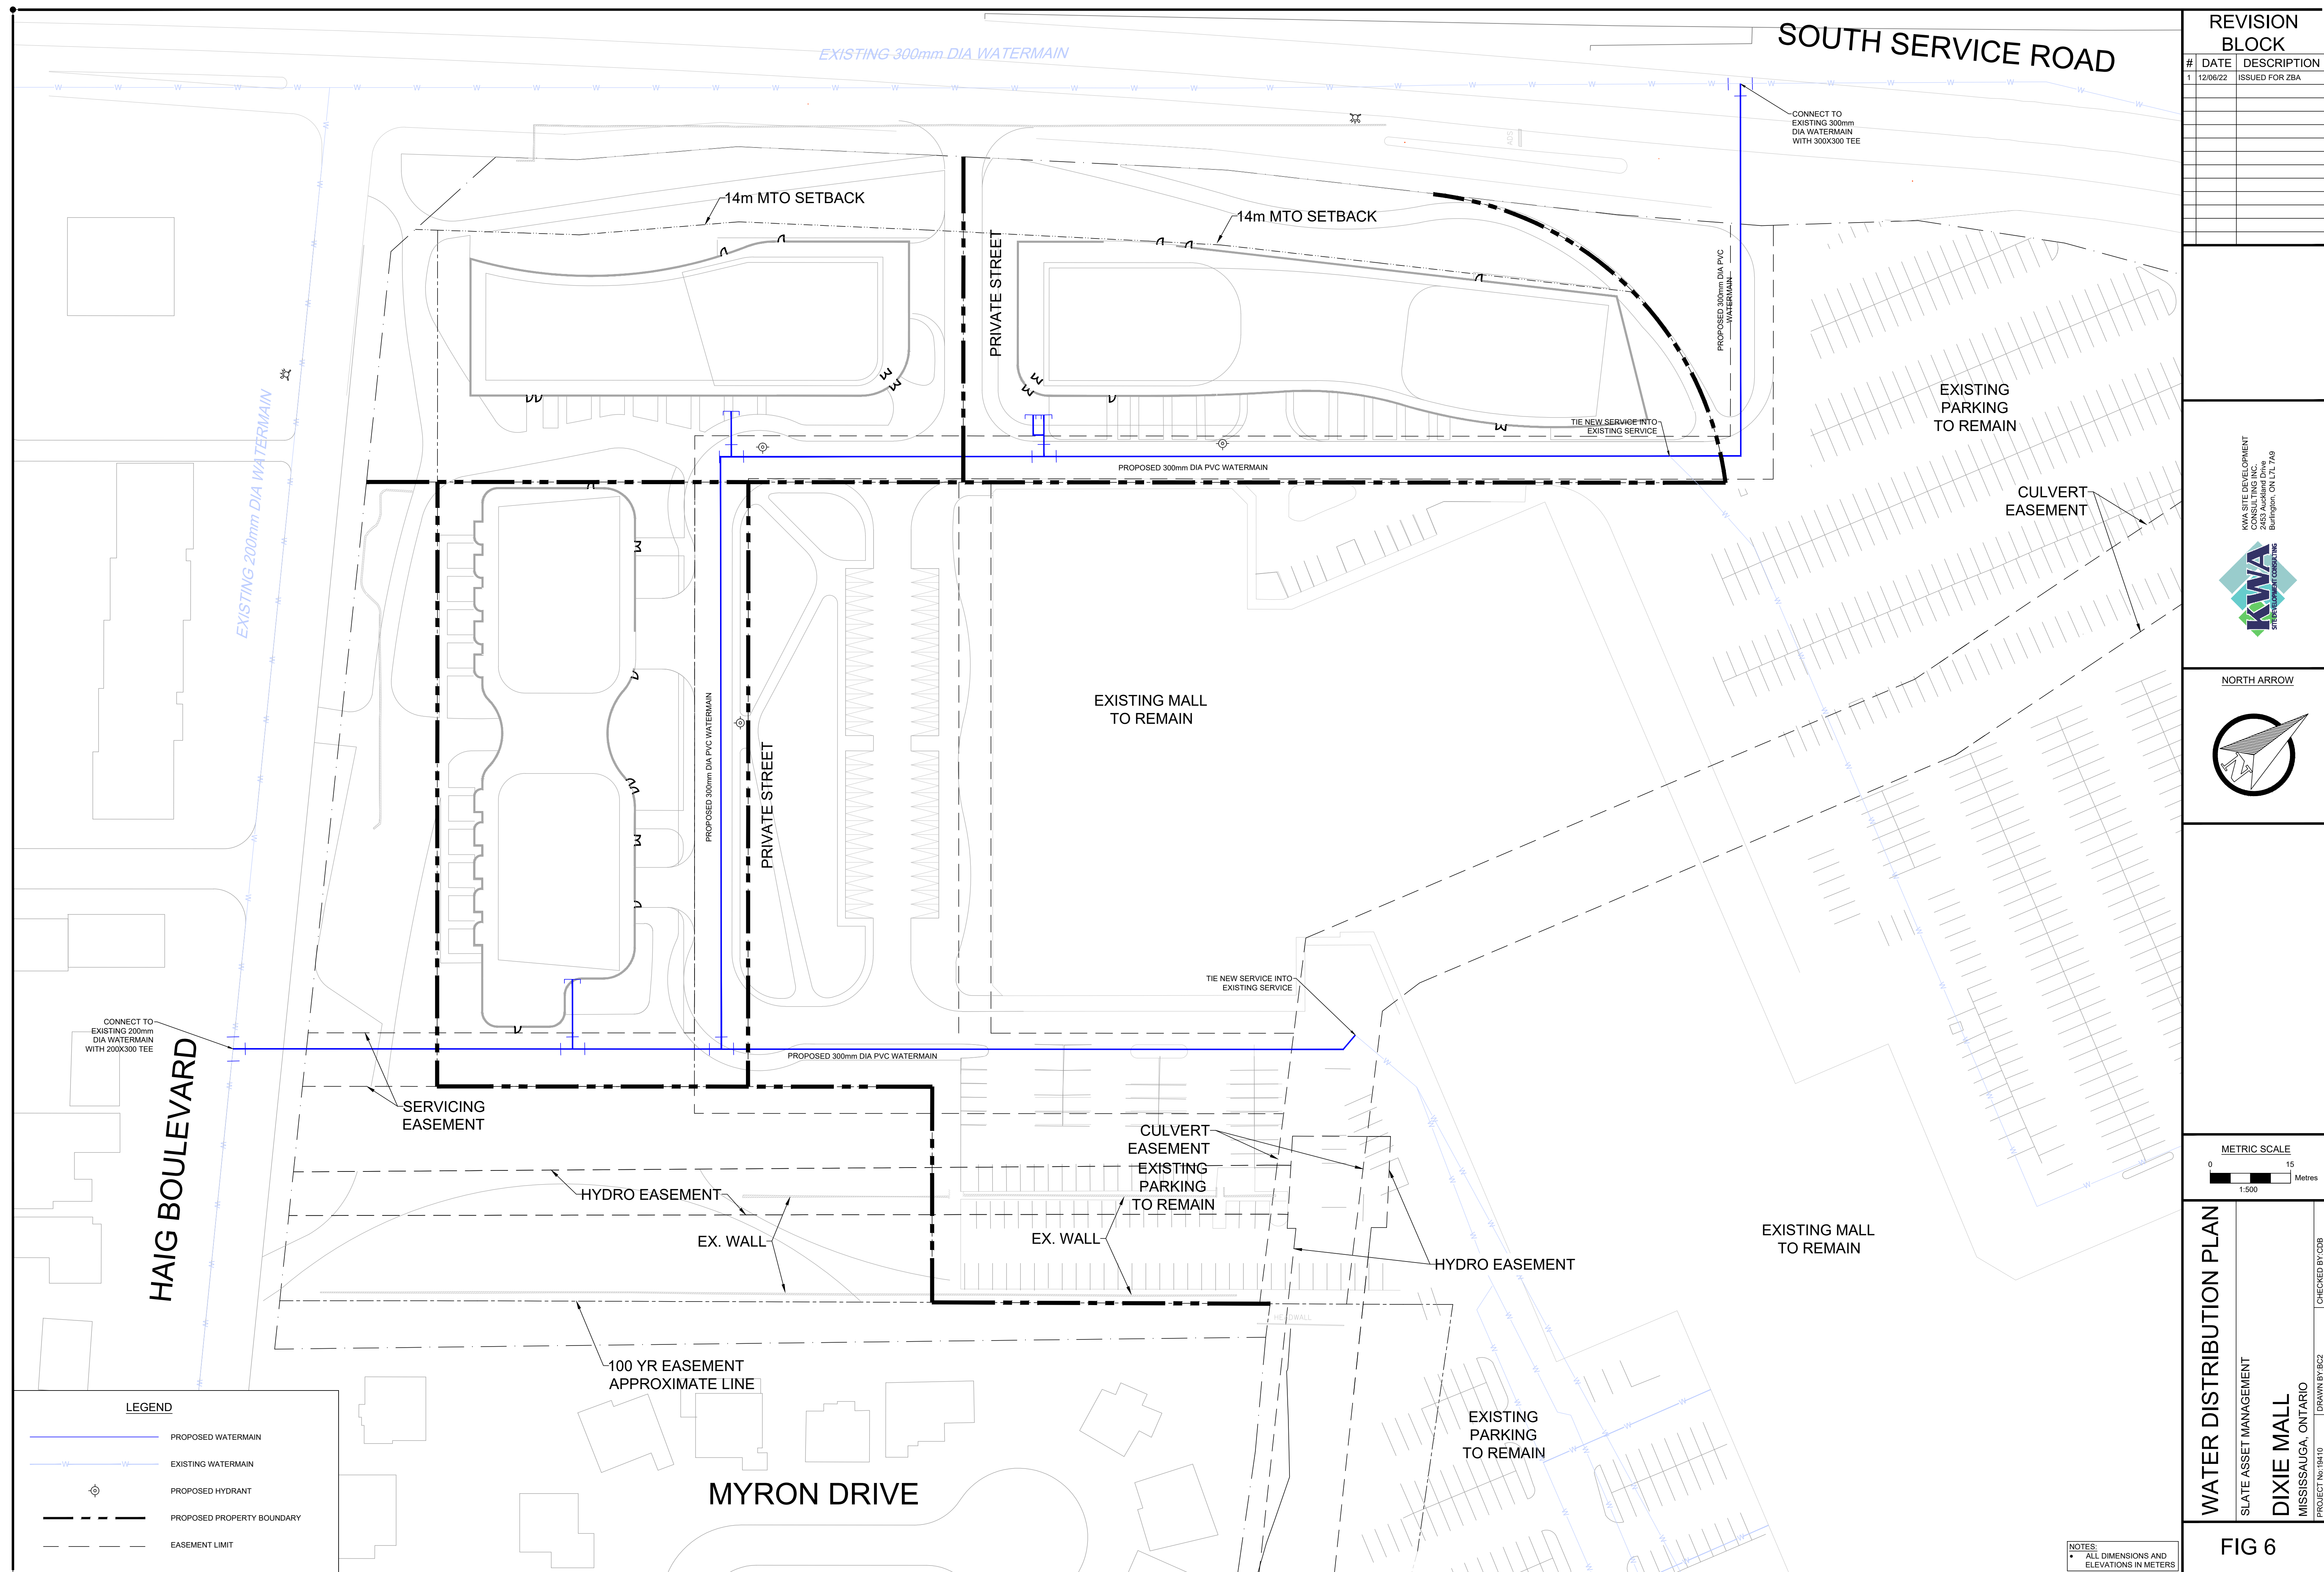 EXISTING 300mm DIA WATERMAIN
SOUTH SERVICE ROAD
CONNECT TO
EXISTING 300mm
DIA WATERMAIN
WITH 300X300 TEE
14m MTO SETBACK
14m MTO SETBACK
PRIVATE STREET
PROPOSED 300mm DIA PVC
WATERMAIN
EXISTING
PARKING
TO REMAIN
EXISTING 200mm DIA WATERMAIN
TIE NEW SERVICE INTO
EXISTING SERVICE
PROPOSED 300mm DIA PVC WATERMAIN
CULVERT
EASEMENT
EXISTING MALL
TO REMAIN
PROPOSED 300mm DIA PVC WATERMAIN
PRIVATE STREET
TIE NEW SERVICE INTO
EXISTING SERVICE
CONNECT TO
EXISTING 200mm
DIA WATERMAIN
WITH 200X300 TEE
PROPOSED 300mm DIA PVC WATERMAIN
HAIG BOULEVARD
SERVICING
EASEMENT
CULVERT
EASEMENT
EXISTING
PARKING
TO REMAIN
HYDRO EASEMENT
EX. WALL
EX. WALL
HYDRO EASEMENT
EXISTING MALL
TO REMAIN
HEADWALL
100 YR EASEMENT
APPROXIMATE LINE
EXISTING
PARKING
TO REMAIN
MYRON DRIVE
LEGEND
PROPOSED WATERMAIN
W W
EXISTING WATERMAIN
PROPOSED HYDRANT
PROPOSED PROPERTY BOUNDARY
EASEMENT LIMIT
NOTES:
• ALL DIMENSIONS AND
ELEVATIONS IN METERS
REVISION
BLOCK
# DATE DESCRIPTION
1 12/06/22 ISSUED FOR ZBA
KWA SITE DEVELOPMENT
CONSULTING INC.
2453 Auckland Drive
Burlington, ON L7L 7A9
KWA
SITE DEVELOPMENT CONSULTING
NORTH ARROW
N
METRIC SCALE
0 15
Metres
1:500
WATER DISTRIBUTION PLAN
SLATE ASSET MANAGEMENT
DIXIE MALL
MISSISSAUGA, ONTARIO
PROJECT No:19410
DRAWN BY:BC2
CHECKED BY:CDB
FIG 6